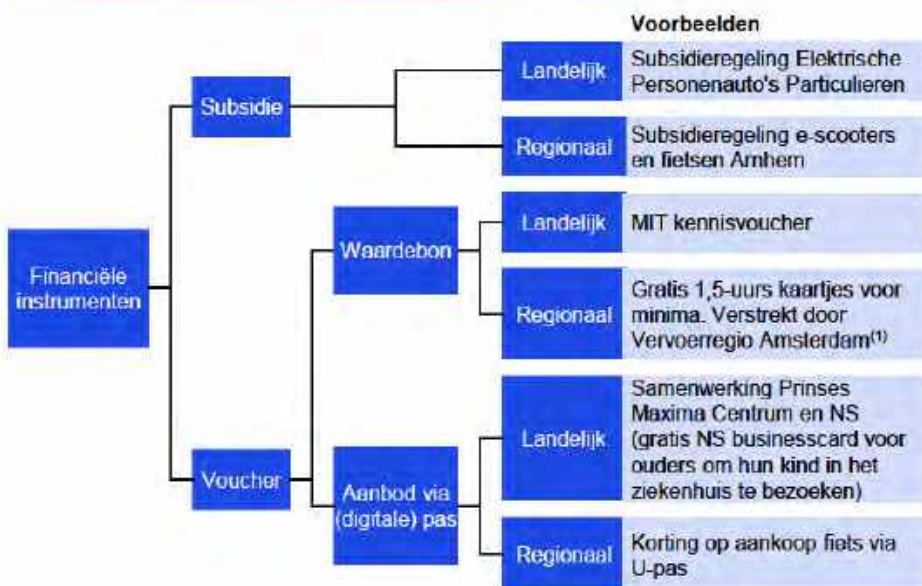 Voorbeelden
Financiële
instrumenten
Subsidie
Landelijk
Subsidieregeling Elektrische
Personenauto's Particulieren
Regionaal
Subsidieregeling e-scooters
en fietsen Arnhem
Voucher
Waardebon
Landelijk
MIT kennisvoucher
Regionaal
Gratis 1,5-uurs kaartjes voor
minima. Verstrekt door
Vervoerregio Amsterdam(1)
Aanbod via
(digitale) pas
Landelijk
Samenwerking Prinses
Maxima Centrum en NS
(gratis NS businesscard voor
ouders om hun kind in het
ziekenhuis te bezoeken)
Regionaal
Korting op aankoop fiets via
U-pas